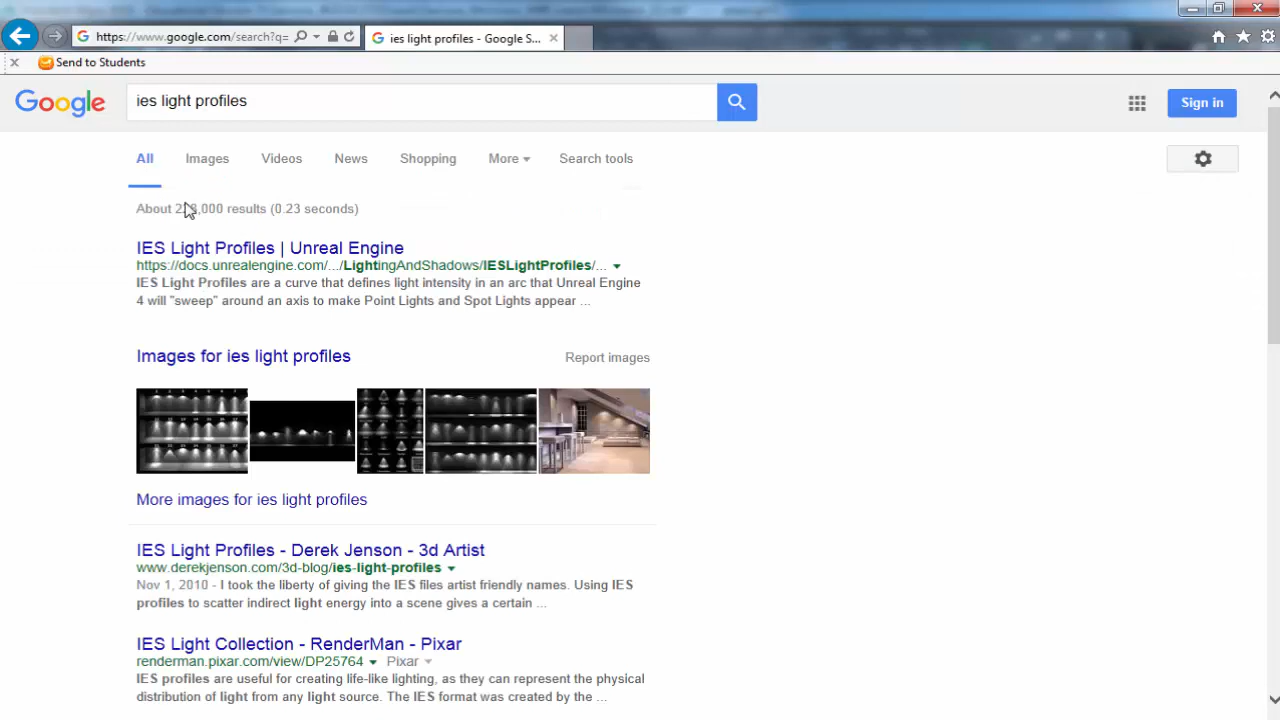 https://www.google.com/search?q=
ies light profiles - Google S...
Send to Students
Google
ies light profiles
Sign in
All
Images
Videos
News
Shopping
More
Search tools
About 2 ,000 results (0.23 seconds)
IES Light Profiles | Unreal Engine
https://docs.unrealengine.com/.../LightingAndShadows/IESLightProfiles/...
IES Light Profiles are a curve that defines light intensity in an arc that Unreal Engine
4 will "sweep" around an axis to make Point Lights and Spot Lights appear ...
Images for ies light profiles
Report images
More images for ies light profiles
IES Light Profiles - Derek Jenson - 3d Artist
www.derekjenson.com/3d-blog/ies-light-profiles
Nov 1, 2010 - I took the liberty of giving the IES files artist friendly names. Using IES
profiles to scatter indirect light energy into a scene gives a certain ...
IES Light Collection - RenderMan - Pixar
renderman.pixar.com/view/DP25764
Pixar
IES profiles are useful for creating life-like lighting, as they can represent the physical
distribution of light from any light source. The IES format was created by the ...